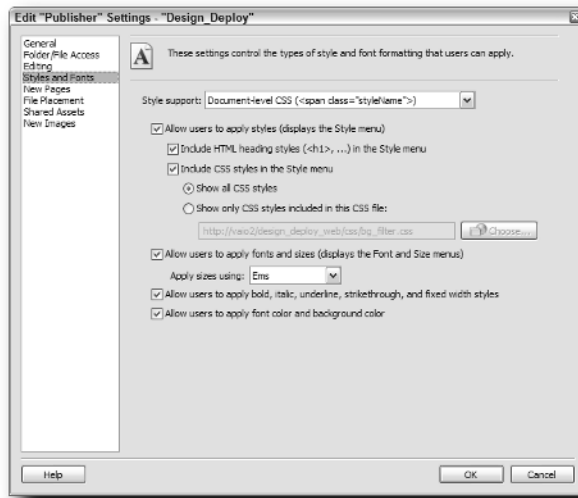 Edit "Publisher" Settings - "Design_Deploy"
General
Folder/File Access
Editing
Styles and Fonts
New Pages
File Placement
Shared Assets
New Images
These settings control the types of style and font formatting that users can apply.
Style support: Document-level CSS (<span class="styleName">)
Allow users to apply styles (displays the Style menu)
Include HTML heading styles (<h1>, ...) in the Style menu
Include CSS styles in the Style menu
Show all CSS styles
Show only CSS styles included in this CSS file:
http://vaio2/design_deploy_web/css/bg_filter.css Choose...
Allow users to apply fonts and sizes (displays the Font and Size menus)
Apply sizes using: Ems
Allow users to apply bold, italic, underline, strikethrough, and fixed width styles
Allow users to apply font color and background color
Help OK Cancel